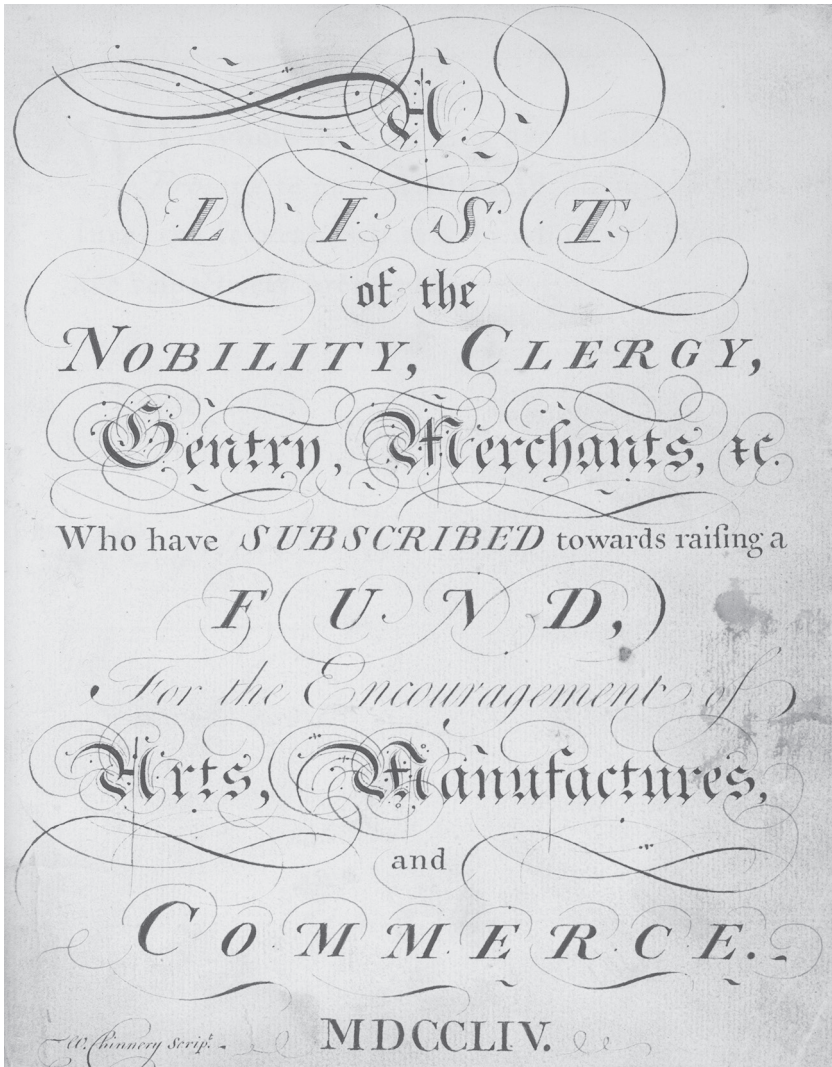 A
LIST
of the
NOBILITY, CLERGY,
Gentry, Merchants, &c.
Who have SUBSCRIBED towards raiſing a
FUND,
For the Encouragement of
Arts, Manufactures,
and
COMMERCE.
MDCCLIV.
W. Chinnery Scrip.t